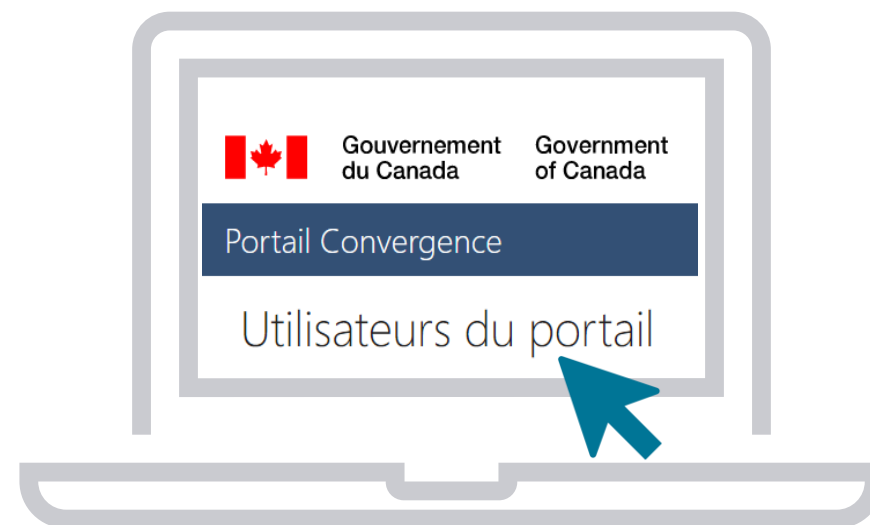 Gouvernement
du Canada
Government
of Canada
Portail Convergence
Utilisateurs du portail